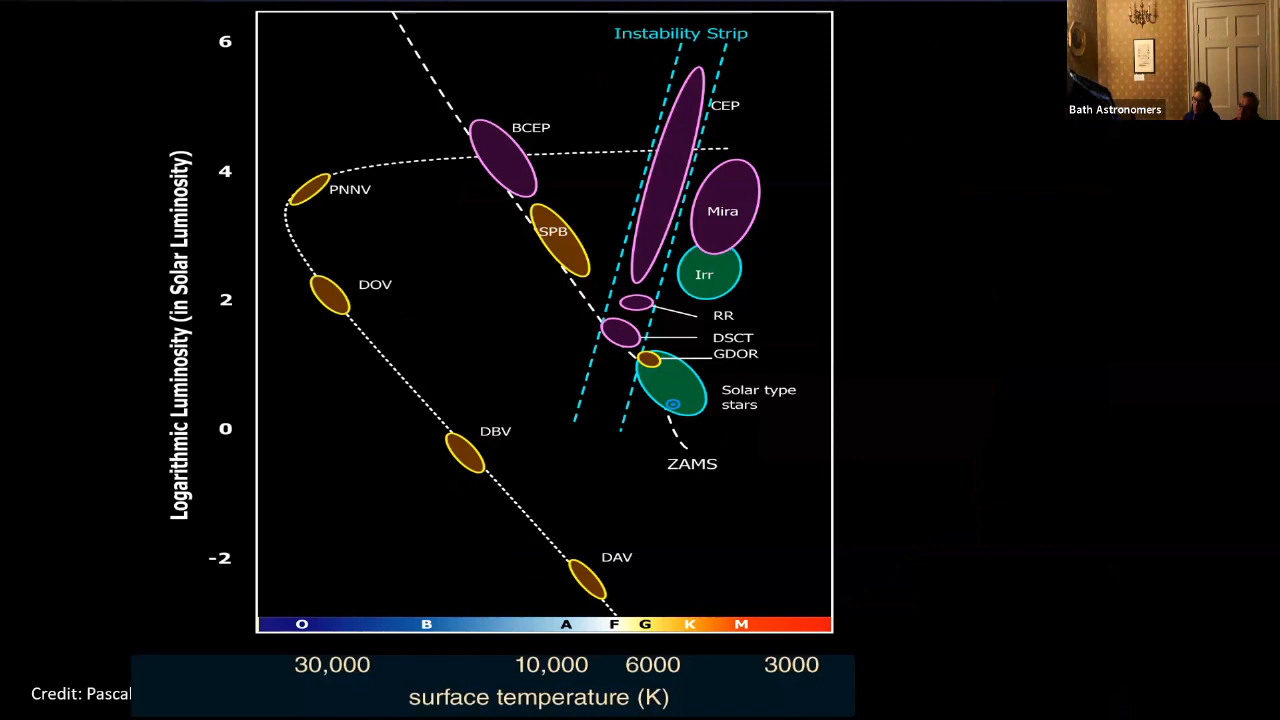 Instability Strip
6
CEP
BCEP
4
PNNV
Mira
SPB
Irr
DOV
2
RR
DSCT
GDOR
Solar type
stars
0
DBV
ZAMS
-2
DAV
Logarithmic Luminosity (in Solar Luminosity)
O B A F G K M
30,000 10,000 6000 3000
surface temperature (K)
Credit: Pascal
Bath Astronomers